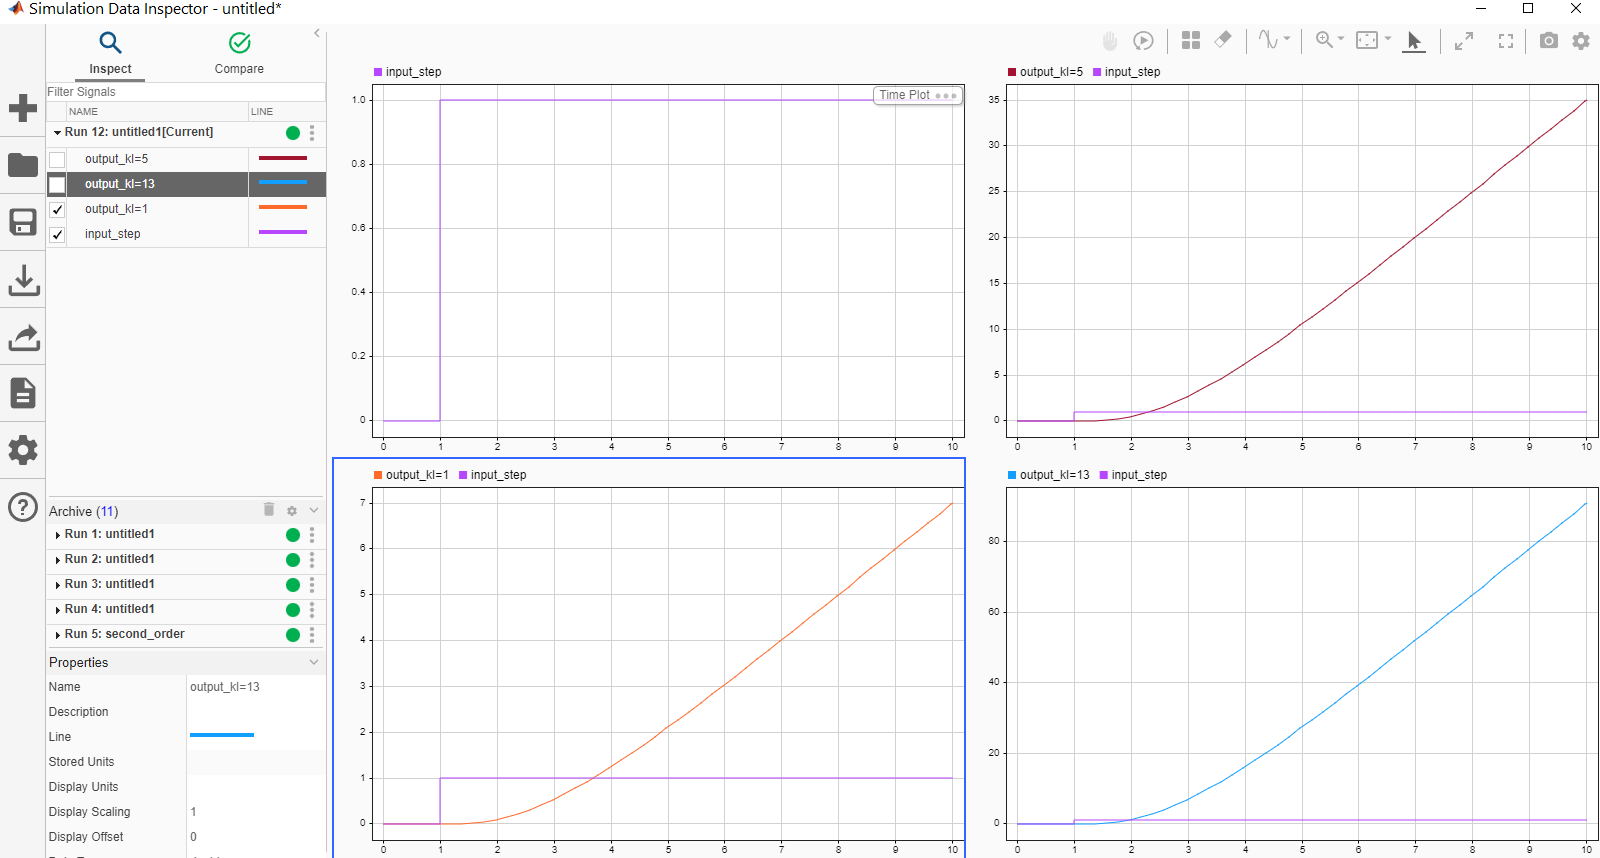 Simulation Data Inspector - untitled*
Inspect
Compare
Filter Signals
NAME
LINE
Run 12: untitled1[Current]
output_kl=5
output_kl=13
output_kl=1
input_step
Archive (11)
Run 1: untitled1
Run 2: untitled1
Run 3: untitled1
Run 4: untitled1
Run 5: second_order
Properties
Name output_kl=13
Description
Line
Stored Units
Display Units
Display Scaling 1
Display Offset 0
input_step
Time Plot
1.0
0.8
0.6
0.4
0.2
0
0 1 2 3 4 5 6 7 8 9 10
output_kl=5 input_step
35
30
25
20
15
10
5
0
0 1 2 3 4 5 6 7 8 9 10
output_kl=1 input_step
7
6
5
4
3
2
1
0
0 1 2 3 4 5 6 7 8 9 10
output_kl=13 input_step
80
60
40
20
0
0 1 2 3 4 5 6 7 8 9 10